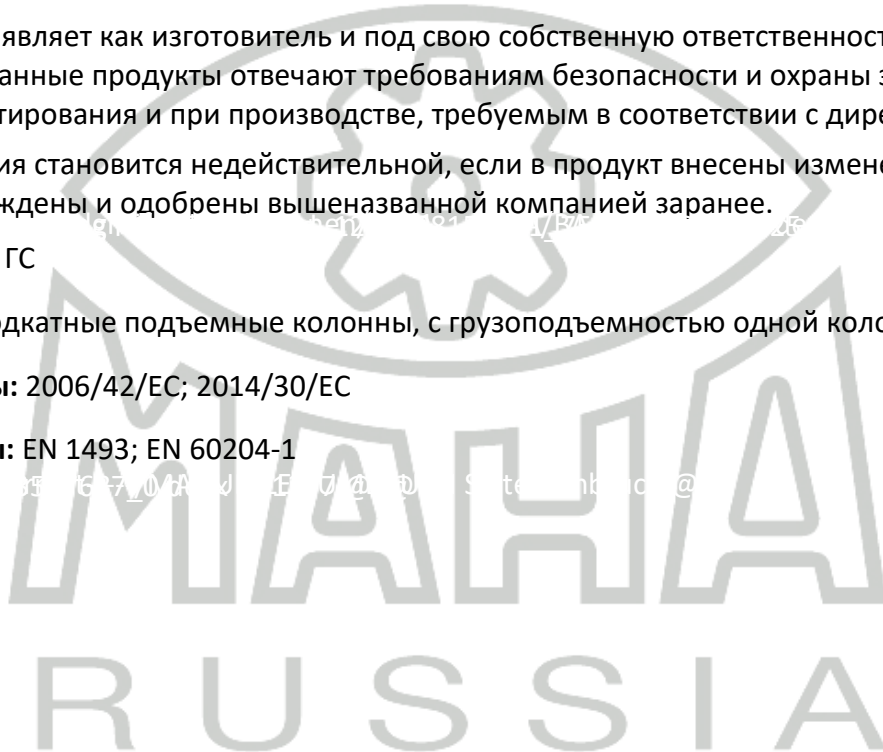 являет как изготовитель и под свою собственную ответственност
анные продукты отвечают требованиям безопасности и охраны з
тирования и при производстве, требуемым в соответствии с дире
ия становится недействительной, если в продукт внесены измене
ждены и одобрены вышеназванной компанией заранее.
ГС
одкатные подъемные колонны, с грузоподъемностью одной коло
ы: 2006/42/EC; 2014/30/EC
ı: EN 1493; EN 60204-1
MAHA
RUSSIA